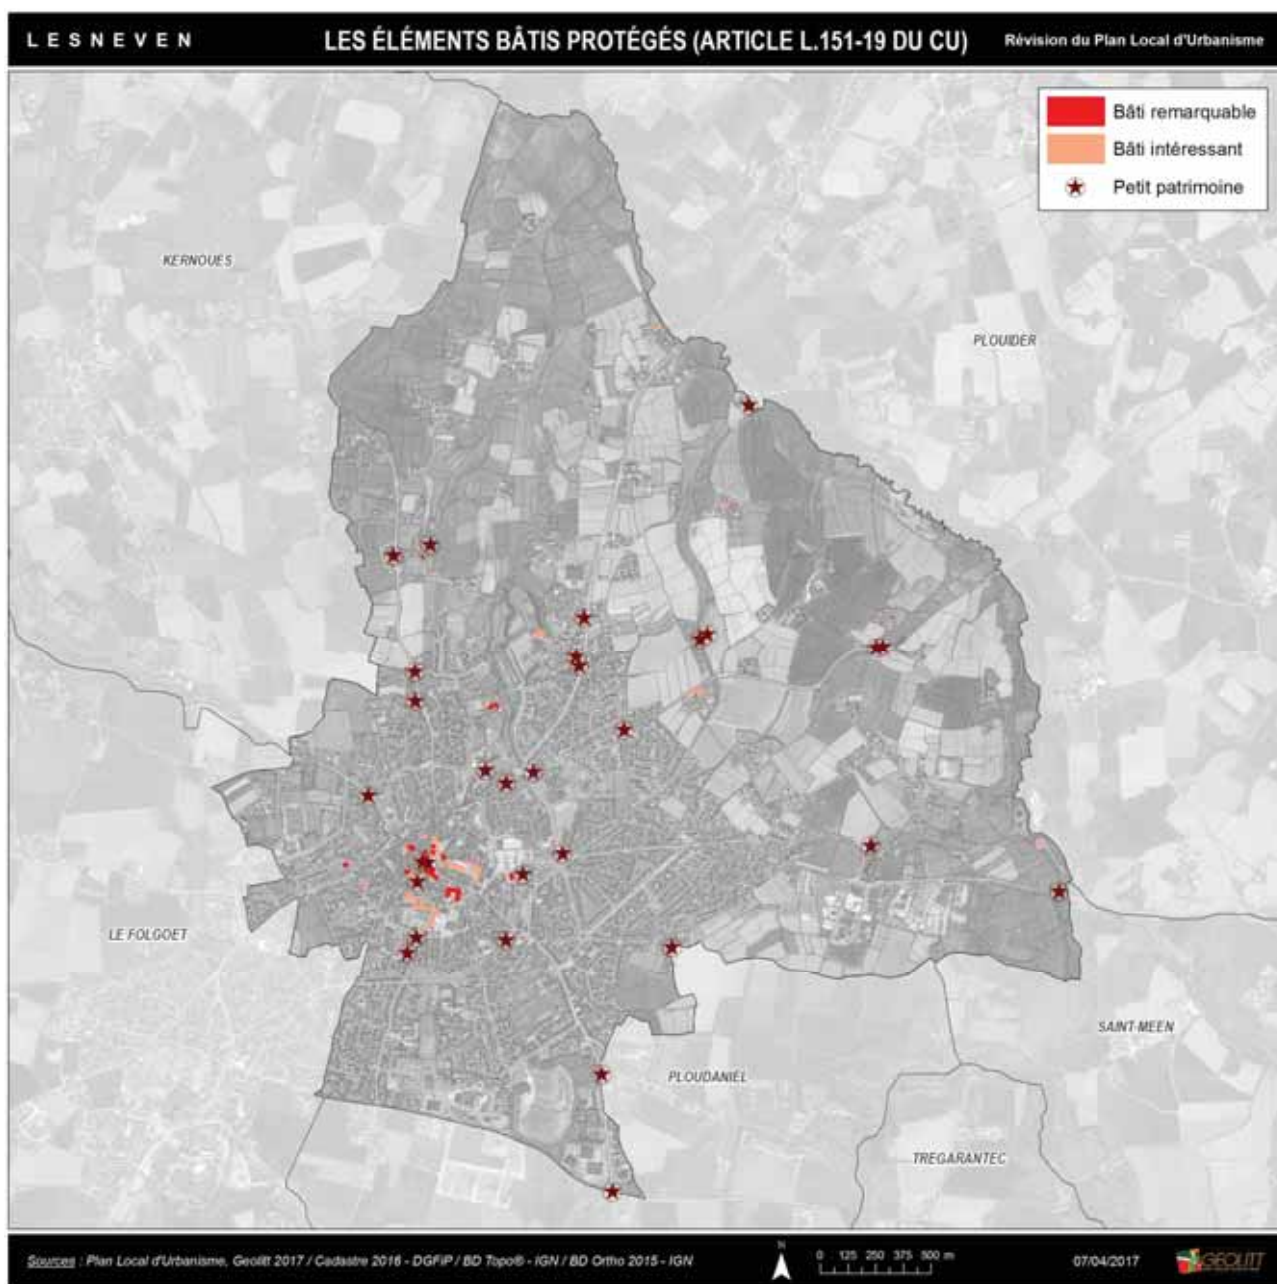 LESNEVEN
LES ÉLÉMENTS BÂTIS PROTÉGÉS (ARTICLE L.151-19 DU CU)
Révision du Plan Local d'Urbanisme
Bâti remarquable
Bâti intéressant
Petit patrimoine
KERNOUES
PLOUIDER
LE FOLGOET
SAINT-MEEN
PLOUDANIEL
TREGARANTEC
Sources : Plan Local d'Urbanisme, Geolitt 2017 / Cadastre 2016 - DGFiP / BD Topo® - IGN / BD Ortho 2015 - IGN
N
0 125 250 375 500 m
07/04/2017
GEOLITT